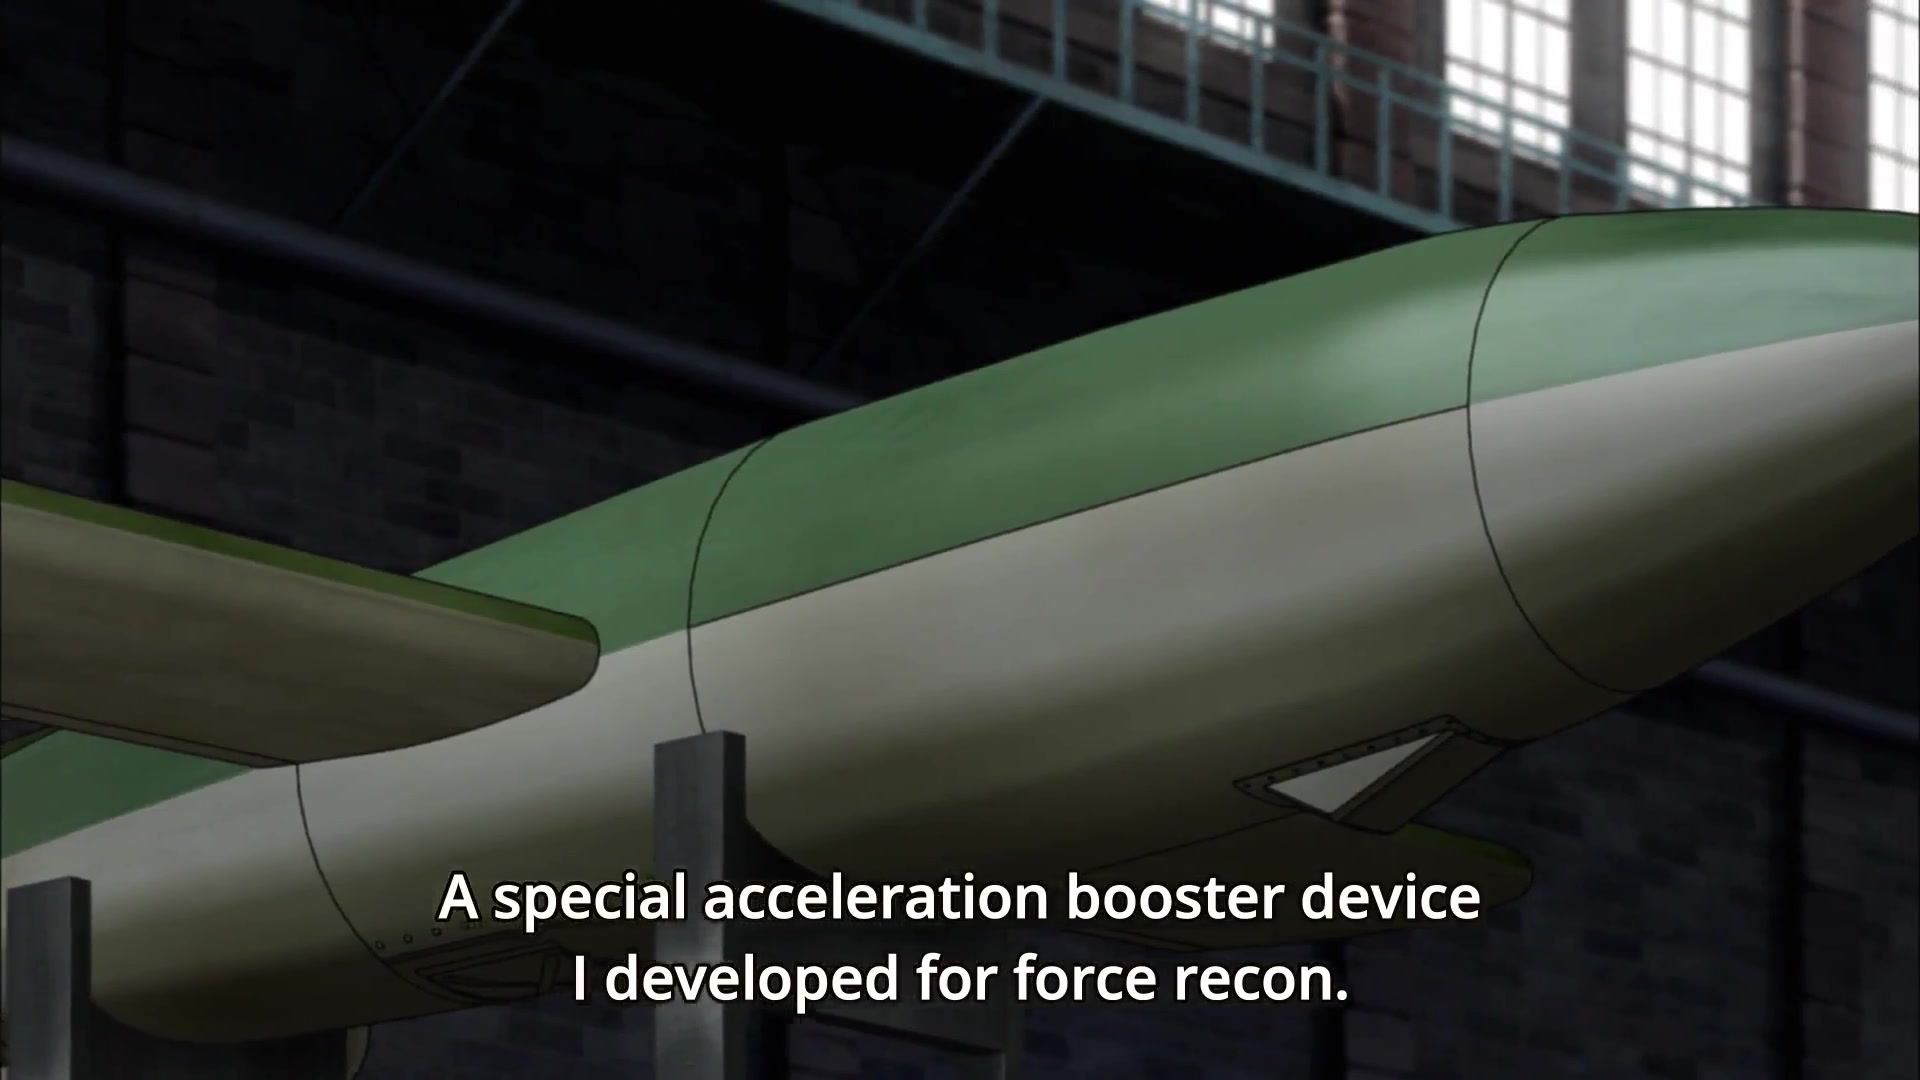 A special acceleration booster device
I developed for force recon.